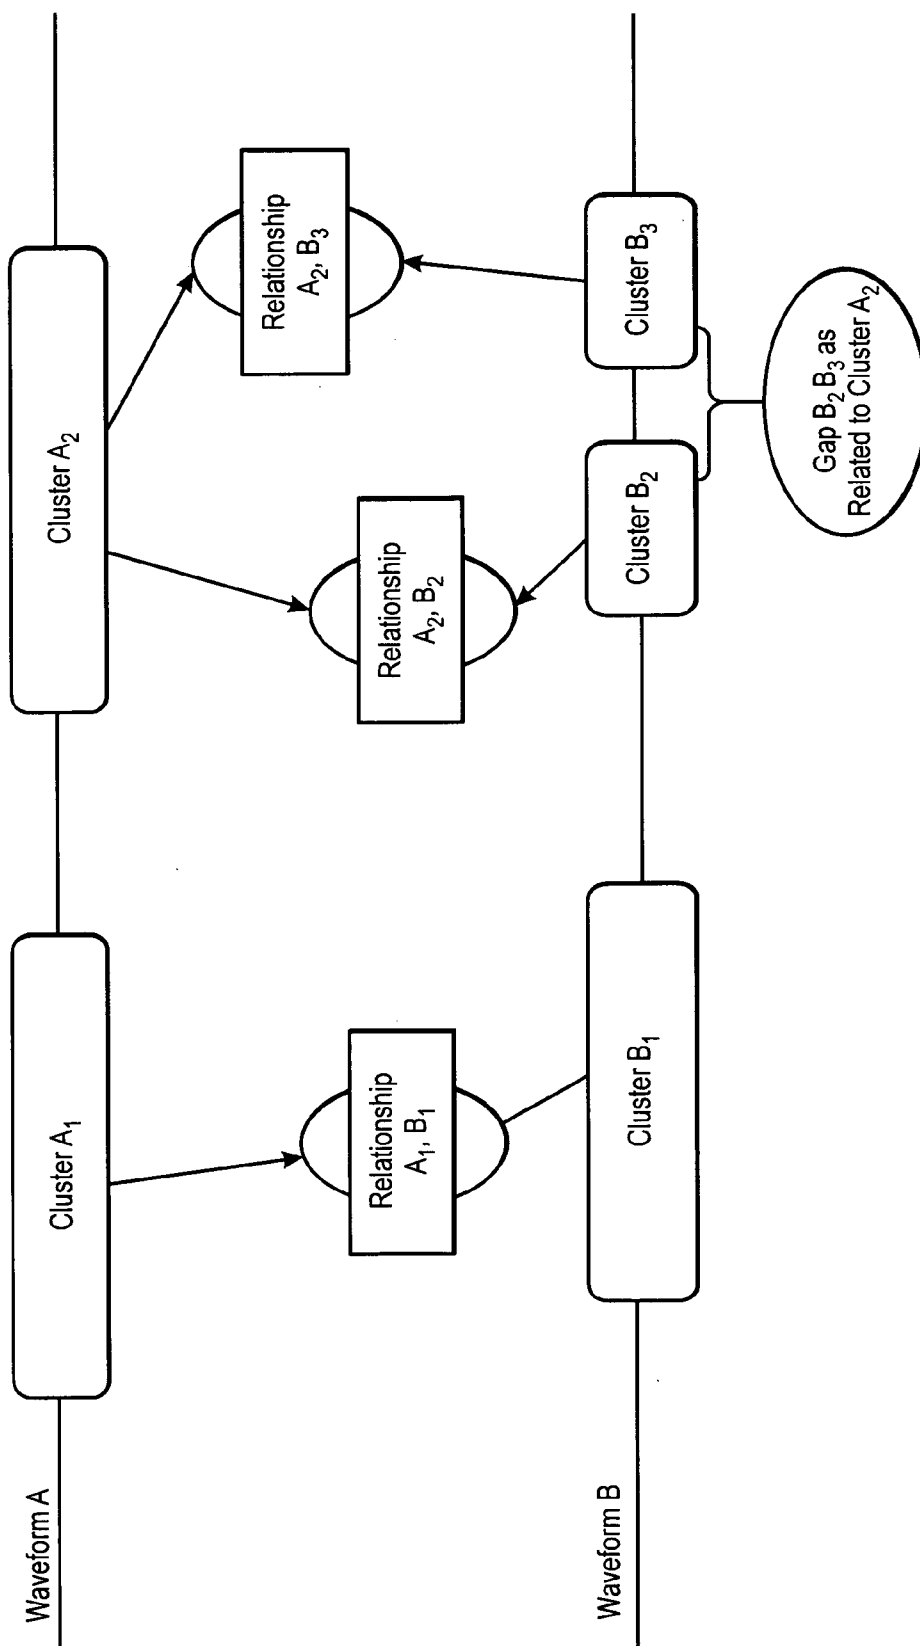 Waveform A
Cluster A₁
Cluster A₂
Relationship
A₁, B₁
Relationship
A₂, B₂
Relationship
A₂, B₃
Waveform B
Cluster B₁
Cluster B₂
Cluster B₃
Gap B₂ B₃ as
Related to Cluster A₂